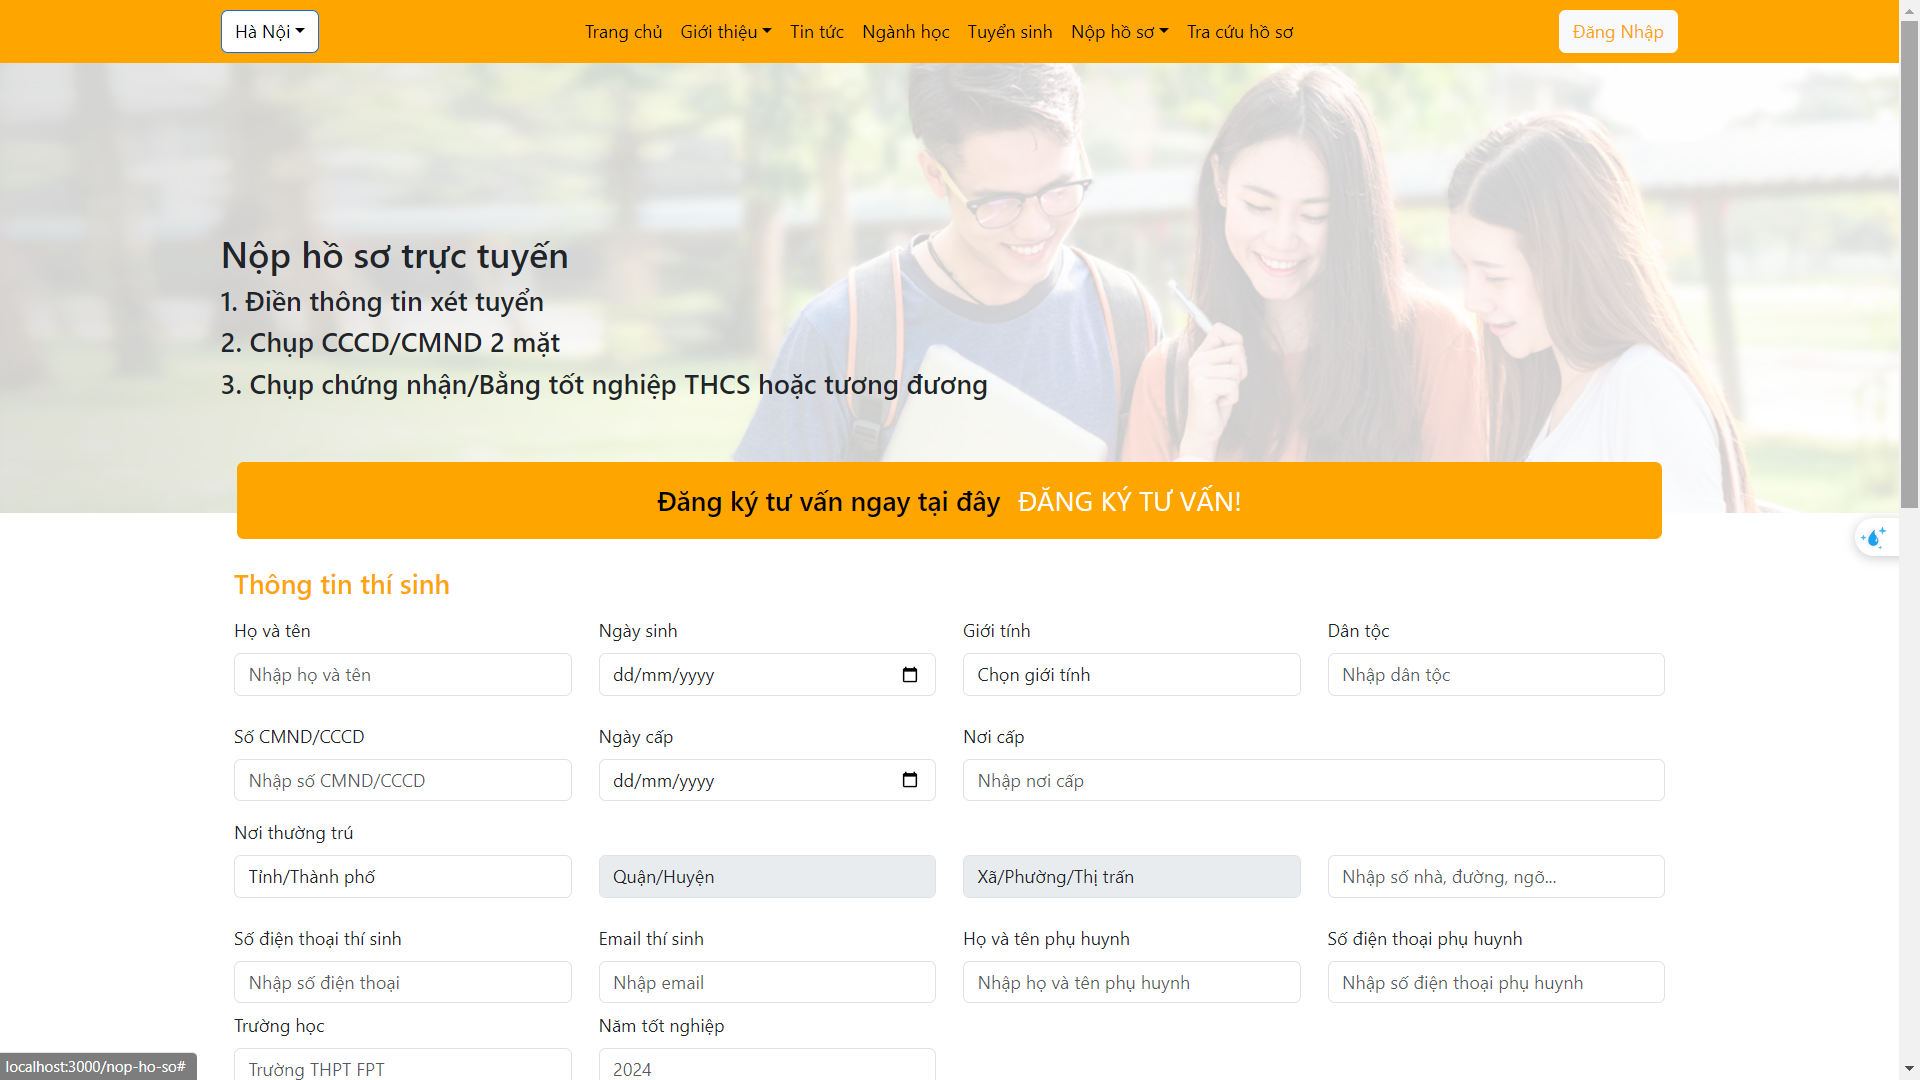 Hà Nội Trang chủ Giới thiệu Tin tức Ngành học Tuyển sinh Nộp hồ sơ Tra cứu hồ sơ Đăng Nhập
Nộp hồ sơ trực tuyến
1. Điền thông tin xét tuyển
2. Chụp CCCD/CMND 2 mặt
3. Chụp chứng nhận/Bằng tốt nghiệp THCS hoặc tương đương
Đăng ký tư vấn ngay tại đây ĐĂNG KÝ TƯ VẤN!
Thông tin thí sinh
Họ và tên Ngày sinh Giới tính Dân tộc
Nhập họ và tên dd/mm/yyyy Chọn giới tính Nhập dân tộc
Số CMND/CCCD Ngày cấp Nơi cấp
Nhập số CMND/CCCD dd/mm/yyyy Nhập nơi cấp
Nơi thường trú
Tỉnh/Thành phố Quận/Huyện Xã/Phường/Thị trấn Nhập số nhà, đường, ngõ...
Số điện thoại thí sinh Email thí sinh Họ và tên phụ huynh Số điện thoại phụ huynh
Nhập số điện thoại Nhập email Nhập họ và tên phụ huynh Nhập số điện thoại phụ huynh
Trường học Năm tốt nghiệp
Trường THPT FPT 2024
localhost:3000/nop-ho-so#